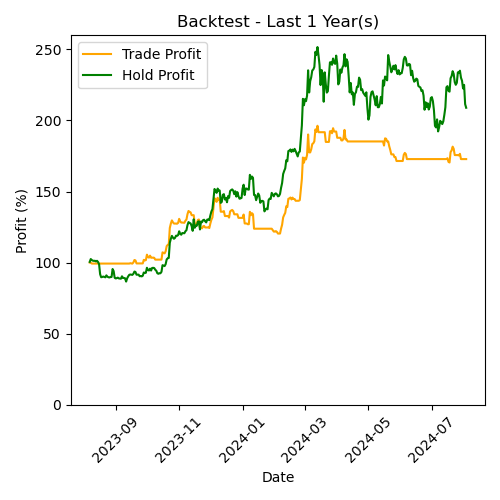 Backtest - Last 1 Year(s)
Trade Profit
Hold Profit
Profit (%)
250
200
150
100
50
0
2023-09
2023-11
2024-01
2024-03
2024-05
2024-07
Date